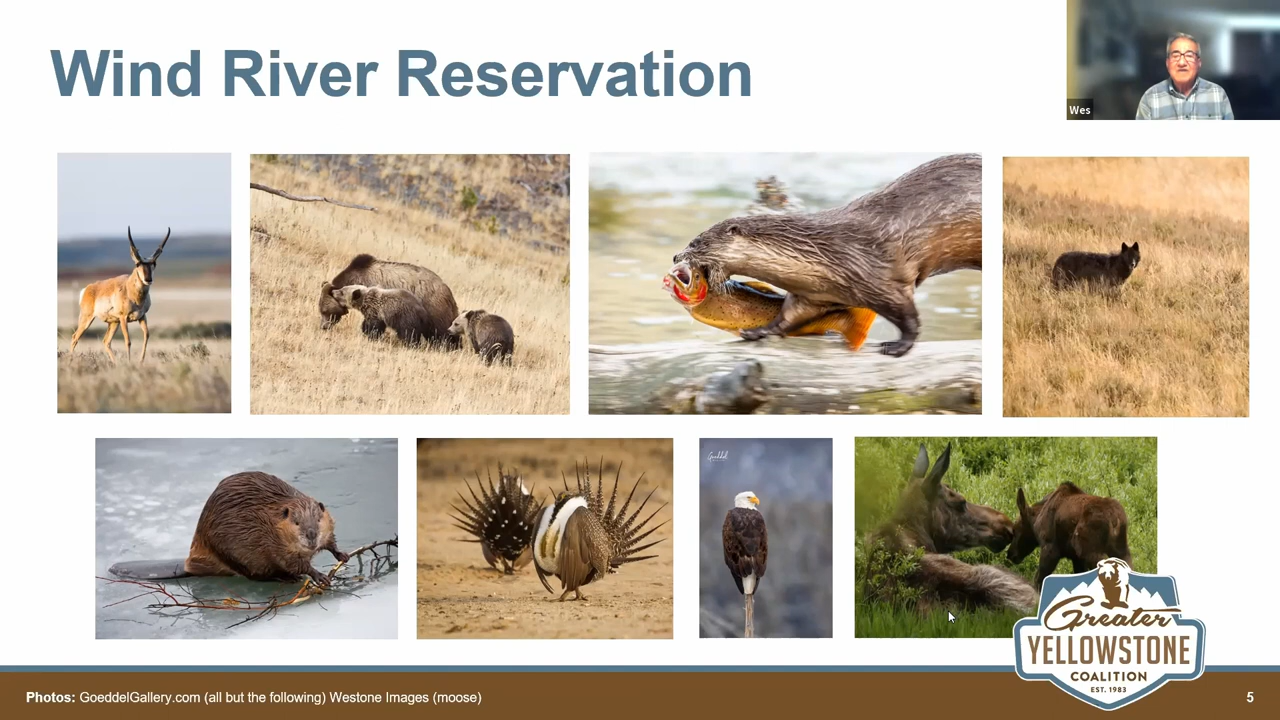 Wind River Reservation
Wes
Goeddel
Greater
YELLOWSTONE
COALITION
EST. 1983
Photos: GoeddelGallery.com (all but the following) Westone Images (moose)
5